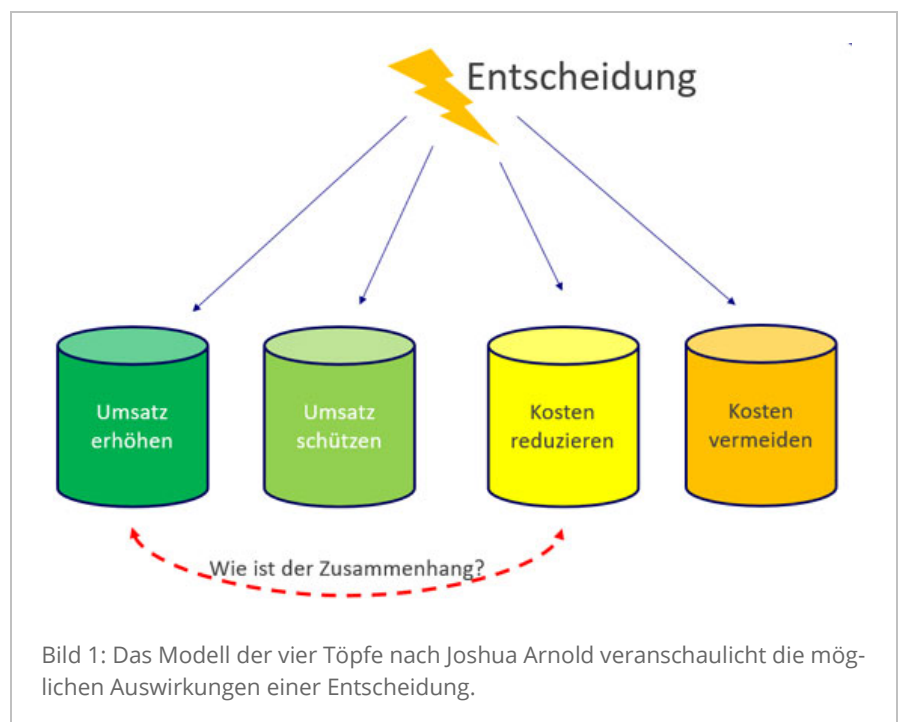 Entscheidung
Umsatz
erhöhen
Umsatz
schützen
Kosten
reduzieren
Kosten
vermeiden
Wie ist der Zusammenhang?
Bild 1: Das Modell der vier Töpfe nach Joshua Arnold veranschaulicht die mög-
lichen Auswirkungen einer Entscheidung.